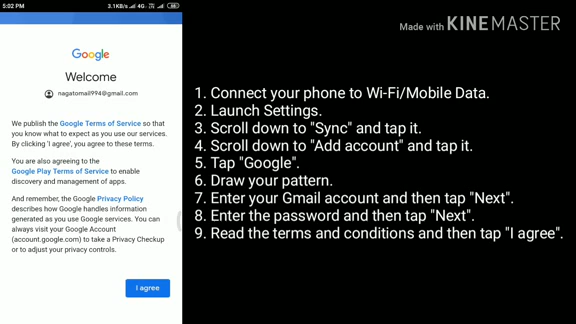 5:02 PM
3.1KB/s 4G
Google
Welcome
nagatomail994@gmail.com
We publish the Google Terms of Service so that
you know what to expect as you use our services.
By clicking 'I agree', you agree to these terms.
You are also agreeing to the
Google Play Terms of Service to enable
discovery and management of apps.
And remember, the Google Privacy Policy
describes how Google handles information
generated as you use Google services. You can
always visit your Google Account
(account.google.com) to take a Privacy Checkup
or to adjust your privacy controls.
I agree
Made with KINEMASTER
1. Connect your phone to Wi-Fi/Mobile Data.
2. Launch Settings.
3. Scroll down to "Sync" and tap it.
4. Scroll down to "Add account" and tap it.
5. Tap "Google".
6. Draw your pattern.
7. Enter your Gmail account and then tap "Next".
8. Enter the password and then tap "Next".
9. Read the terms and conditions and then tap "I agree".